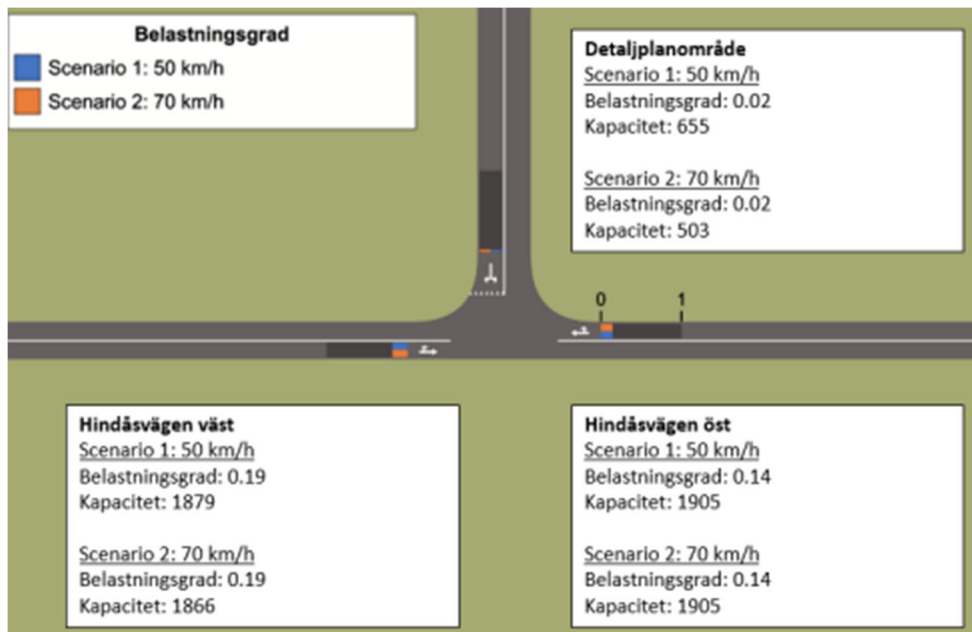 Belastningsgrad
Scenario 1: 50 km/h
Scenario 2: 70 km/h
Detaljplanområde
Scenario 1: 50 km/h
Belastningsgrad: 0.02
Kapacitet: 655
Scenario 2: 70 km/h
Belastningsgrad: 0.02
Kapacitet: 503
0 1
Hindåsvägen väst
Scenario 1: 50 km/h
Belastningsgrad: 0.19
Kapacitet: 1879
Scenario 2: 70 km/h
Belastningsgrad: 0.19
Kapacitet: 1866
Hindåsvägen öst
Scenario 1: 50 km/h
Belastningsgrad: 0.14
Kapacitet: 1905
Scenario 2: 70 km/h
Belastningsgrad: 0.14
Kapacitet: 1905